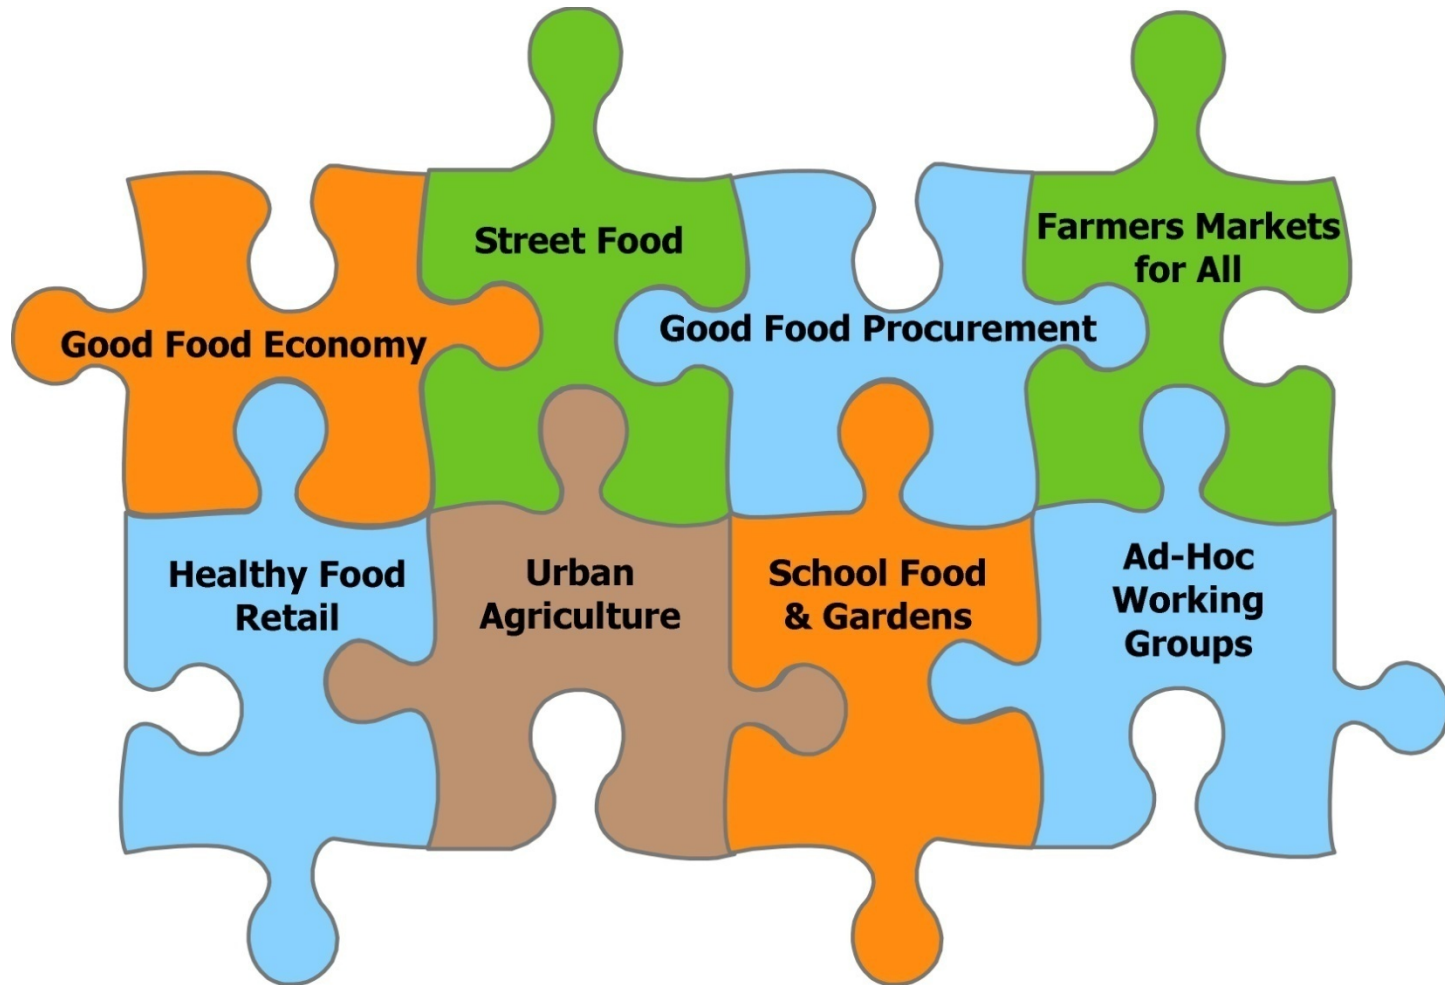 Street Food
Farmers Markets
for All
Good Food Economy
Good Food Procurement
Healthy Food
Retail
Urban
Agriculture
School Food
& Gardens
Ad-Hoc
Working
Groups